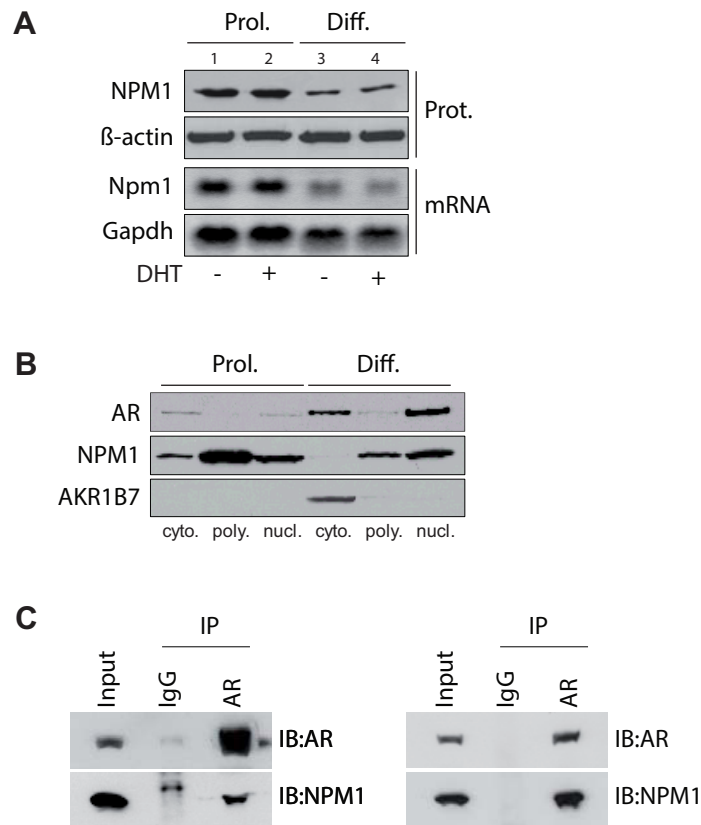 A
Prol. Diff.
1 2 3 4
NPM1
ß-actin
Prot.
Npm1
Gapdh
mRNA
DHT - + - +
B
Prol. Diff.
AR
NPM1
AKR1B7
cyto. poly. nucl. cyto. poly. nucl.
C
IP IP
Input IgG AR Input IgG AR
IB:AR IB:AR
IB:NPM1 IB:NPM1